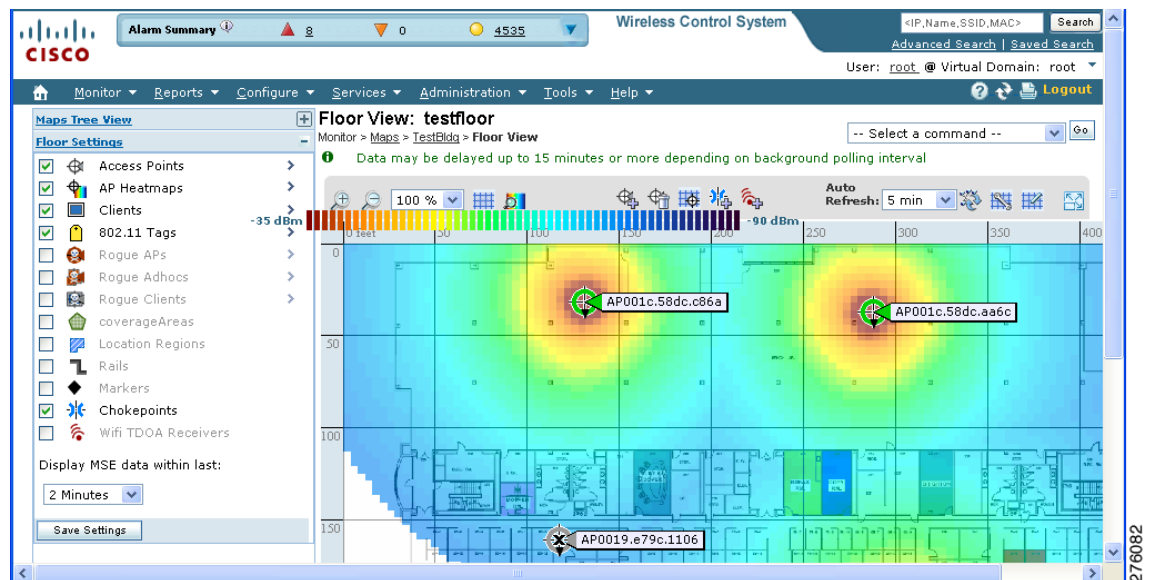 Alarm Summary 8 0 4535
Wireless Control System
<IP,Name,SSID,MAC> Search
Advanced Search | Saved Search
CISCO
User: root @ Virtual Domain: root
Monitor Reports Configure Services Administration Tools Help
Logout
Maps Tree View
Floor Settings
Access Points
AP Heatmaps
Clients
802.11 Tags
Rogue APs
Rogue Adhocs
Rogue Clients
coverageAreas
Location Regions
Rails
Markers
Chokepoints
Wifi TDOA Receivers
Display MSE data within last:
2 Minutes
Save Settings
Floor View: testfloor
Monitor > Maps > TestBldg > Floor View
-- Select a command -- Go
Data may be delayed up to 15 minutes or more depending on background polling interval
100 %
Auto
Refresh: 5 min
-35 dBm -90 dBm
0 feet 50 100 150 200 250 300 350 400
0
AP001c.58dc.c86a
AP001c.58dc.aa6c
50
100
150
AP0019.e79c.1106
276082